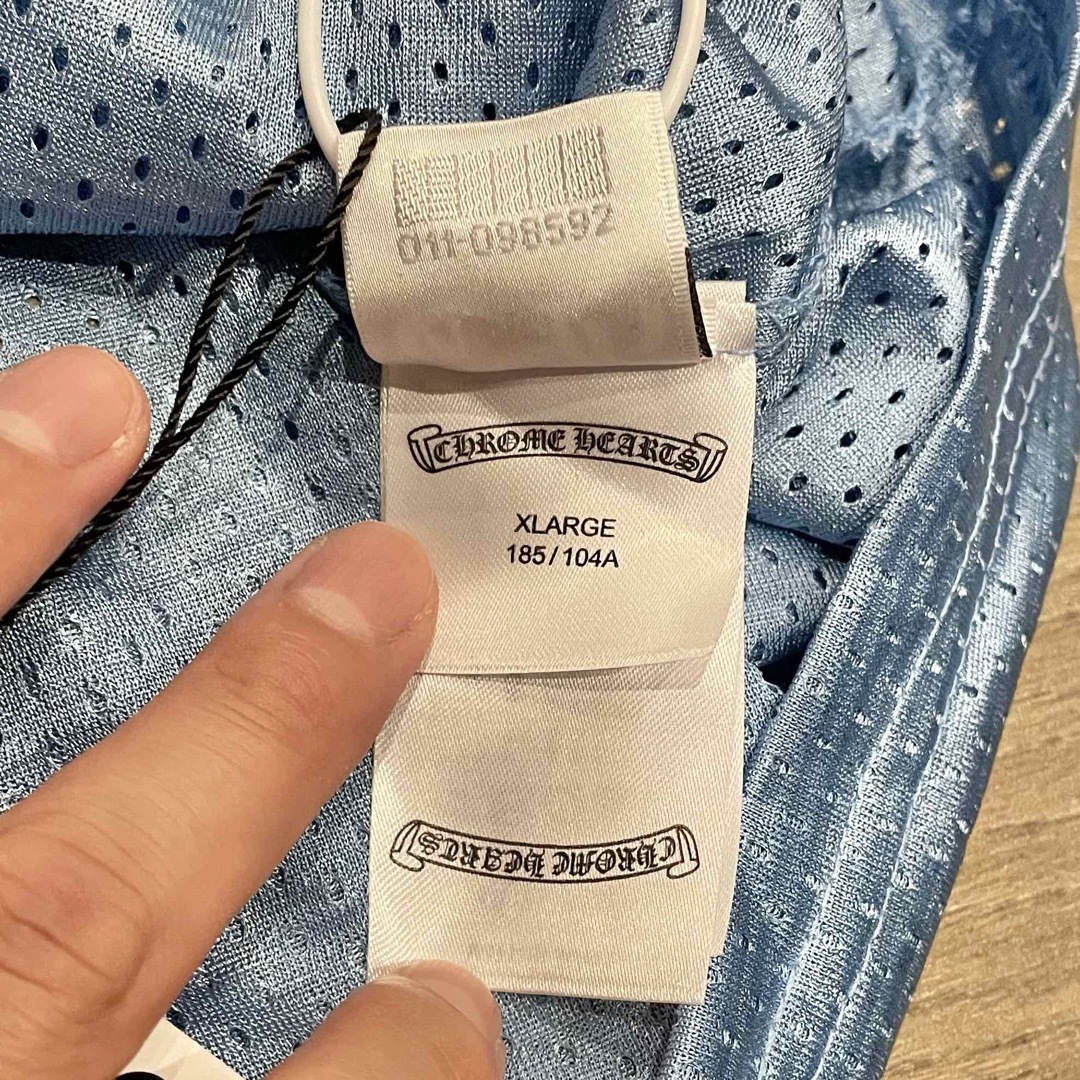 011-098592
CHROME HEARTS
XLARGE
185/104A
CHROME HEARTS